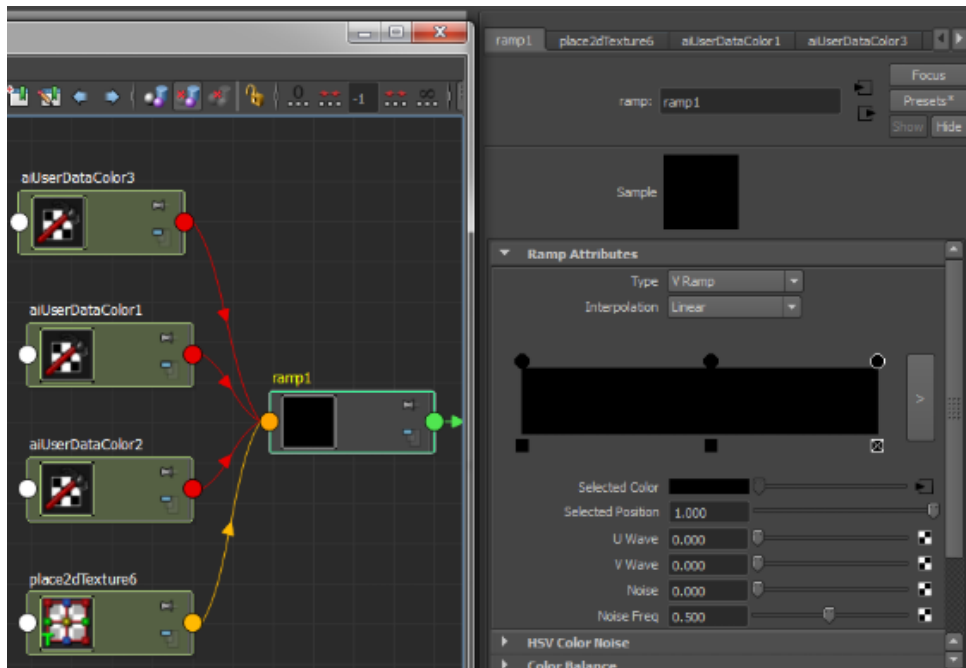 ramp1 place2dTexture6 aiUserDataColor1 aiUserDataColor3
Focus
ramp: ramp1
Presets*
Show Hide
0 -1 ∞
Sample
aiUserDataColor3
Ramp Attributes
Type V Ramp
Interpolation Linear
aiUserDataColor1
ramp1
>
aiUserDataColor2
Selected Color
Selected Position 1.000
U Wave 0.000
V Wave 0.000
place2dTexture6
Noise 0.000
Noise Freq 0.500
HSV Color Noise
Color Balance